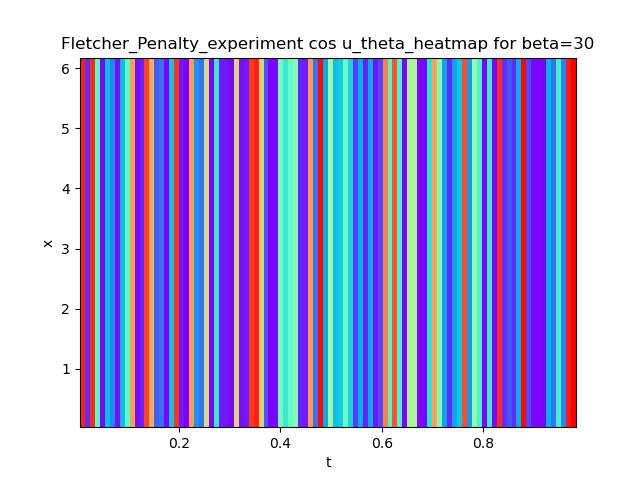 Fletcher_Penalty_experiment cos u_theta_heatmap for beta=30
6
5
4
3
2
1
x
0.2 0.4 0.6 0.8
t